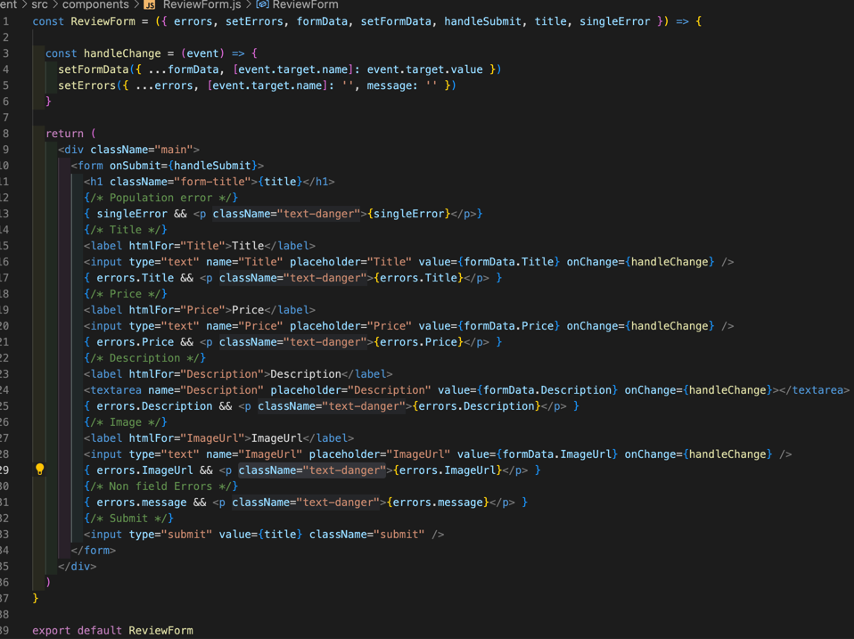 ent > src > components > JS ReviewForm.js > ReviewForm
1 const ReviewForm = ({ errors, setErrors, formData, setFormData, handleSubmit, title, singleError }) => {
2
3   const handleChange = (event) => {
4     setFormData({ ...formData, [event.target.name]: event.target.value })
5     setErrors({ ...errors, [event.target.name]: '', message: '' })
6   }
7
8   return (
9     <div className="main">
10       <form onSubmit={handleSubmit}>
11         <h1 className="form-title">{title}</h1>
12         {/* Population error */}
13         { singleError && <p className="text-danger">{singleError}</p>}
14         {/* Title */}
15         <label htmlFor="Title">Title</label>
16         <input type="text" name="Title" placeholder="Title" value={formData.Title} onChange={handleChange} />
17         { errors.Title && <p className="text-danger">{errors.Title}</p> }
18         {/* Price */}
19         <label htmlFor="Price">Price</label>
20         <input type="text" name="Price" placeholder="Price" value={formData.Price} onChange={handleChange} />
21         { errors.Price && <p className="text-danger">{errors.Price}</p> }
22         {/* Description */}
23         <label htmlFor="Description">Description</label>
24         <textarea name="Description" placeholder="Description" value={formData.Description} onChange={handleChange}></textarea>
25         { errors.Description && <p className="text-danger">{errors.Description}</p> }
26         {/* Image */}
27         <label htmlFor="ImageUrl">ImageUrl</label>
28         <input type="text" name="ImageUrl" placeholder="ImageUrl" value={formData.ImageUrl} onChange={handleChange} />
29         { errors.ImageUrl && <p className="text-danger">{errors.ImageUrl}</p> }
30         {/* Non field Errors */}
31         { errors.message && <p className="text-danger">{errors.message}</p> }
32         {/* Submit */}
33         <input type="submit" value={title} className="submit" />
34       </form>
35     </div>
36   )
37 }
38
39 export default ReviewForm